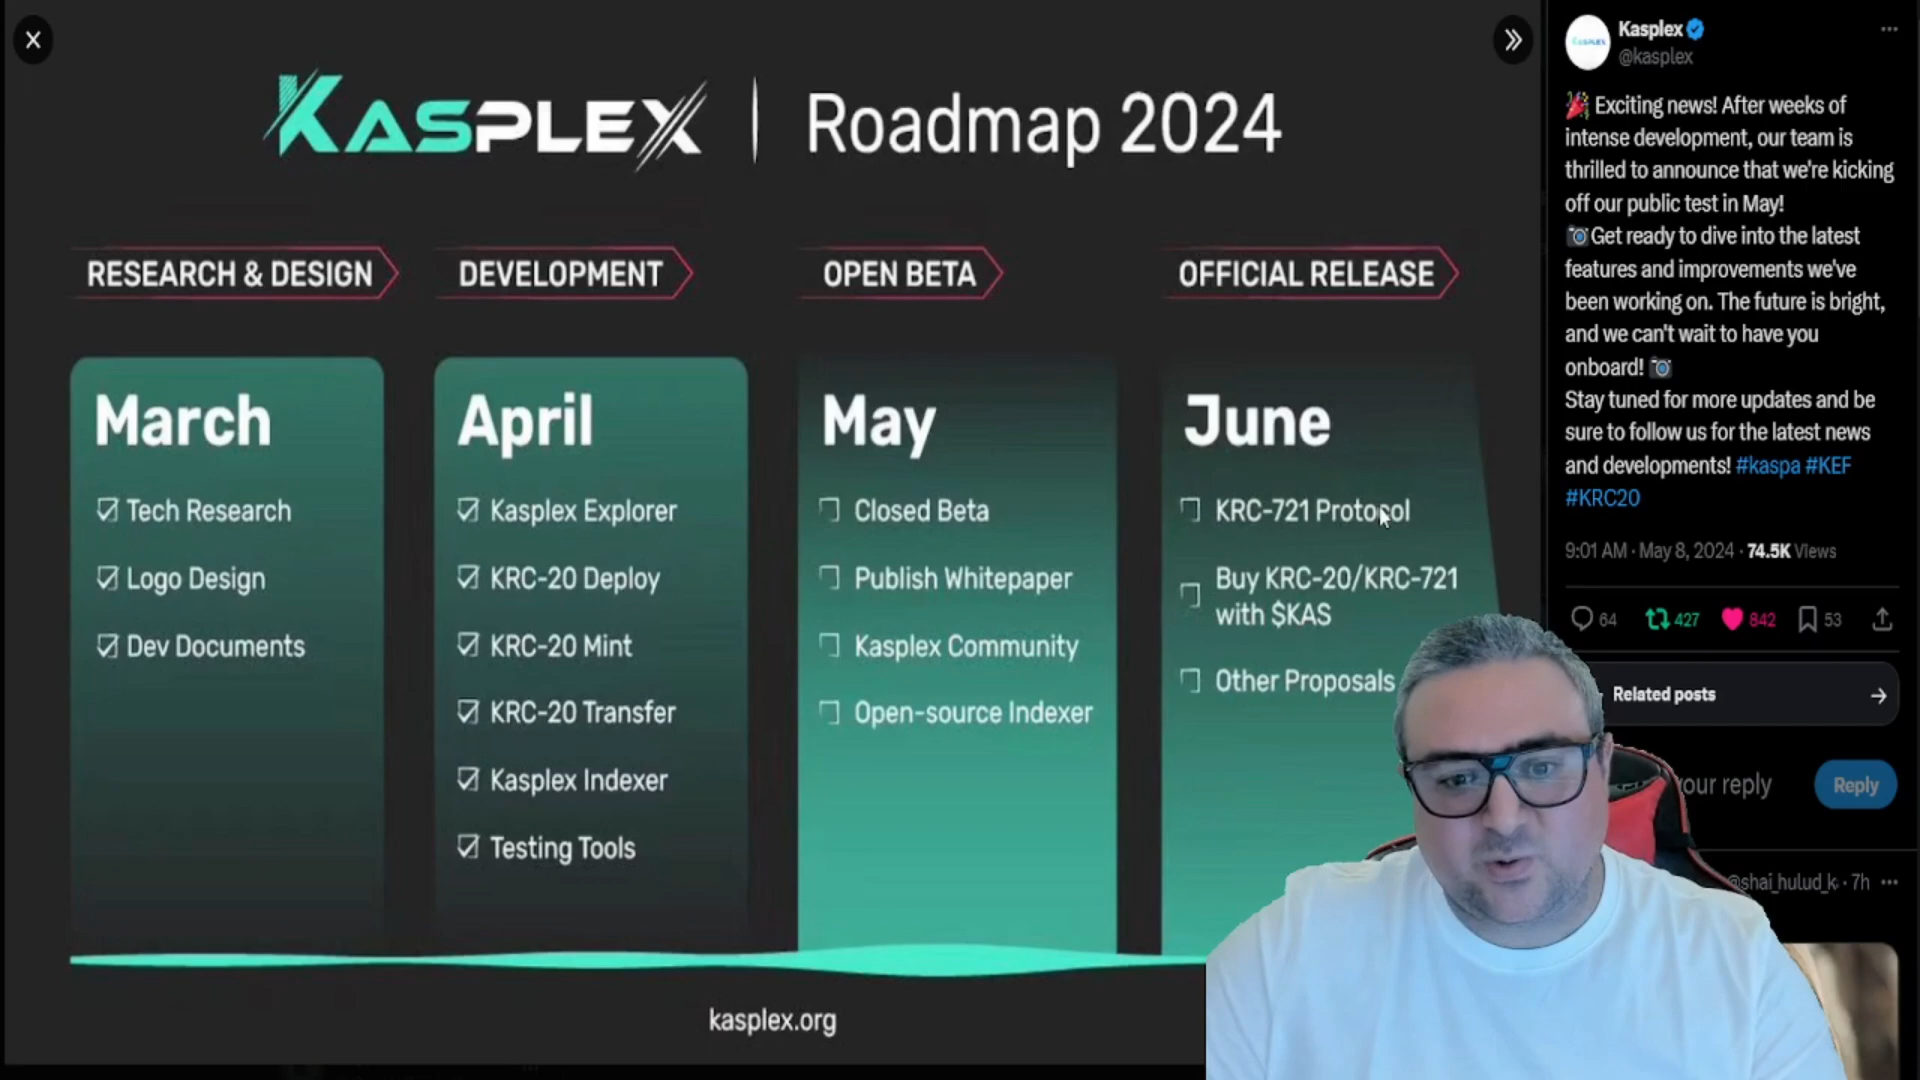 KASPLEX | Roadmap 2024
RESEARCH & DESIGN
March
Tech Research
Logo Design
Dev Documents
DEVELOPMENT
April
Kasplex Explorer
KRC-20 Deploy
KRC-20 Mint
KRC-20 Transfer
Kasplex Indexer
Testing Tools
OPEN BETA
May
Closed Beta
Publish Whitepaper
Kasplex Community
Open-source Indexer
OFFICIAL RELEASE
June
KRC-721 Protocol
Buy KRC-20/KRC-721
with $KAS
Other Proposals
kasplex.org
Kasplex
@kasplex
Exciting news! After weeks of
intense development, our team is
thrilled to announce that we're kicking
off our public test in May!
Get ready to dive into the latest
features and improvements we've
been working on. The future is bright,
and we can't wait to have you
onboard!
Stay tuned for more updates and be
sure to follow us for the latest news
and developments! #kaspa #KEF
#KRC20
9:01 AM · May 8, 2024 · 74.5K Views
64 427 842 53
Related posts
your reply
Reply
@shai_hulud_k · 7h